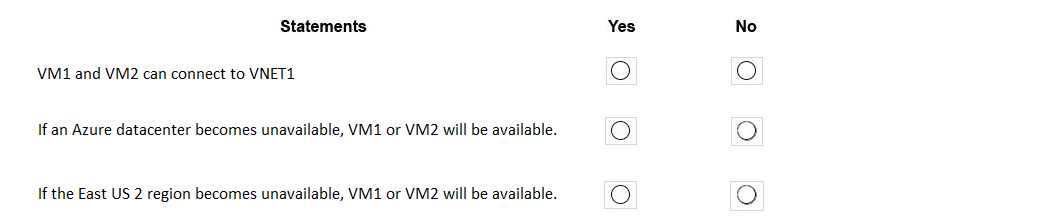 Statements Yes No
VM1 and VM2 can connect to VNET1
If an Azure datacenter becomes unavailable, VM1 or VM2 will be available.
If the East US 2 region becomes unavailable, VM1 or VM2 will be available.